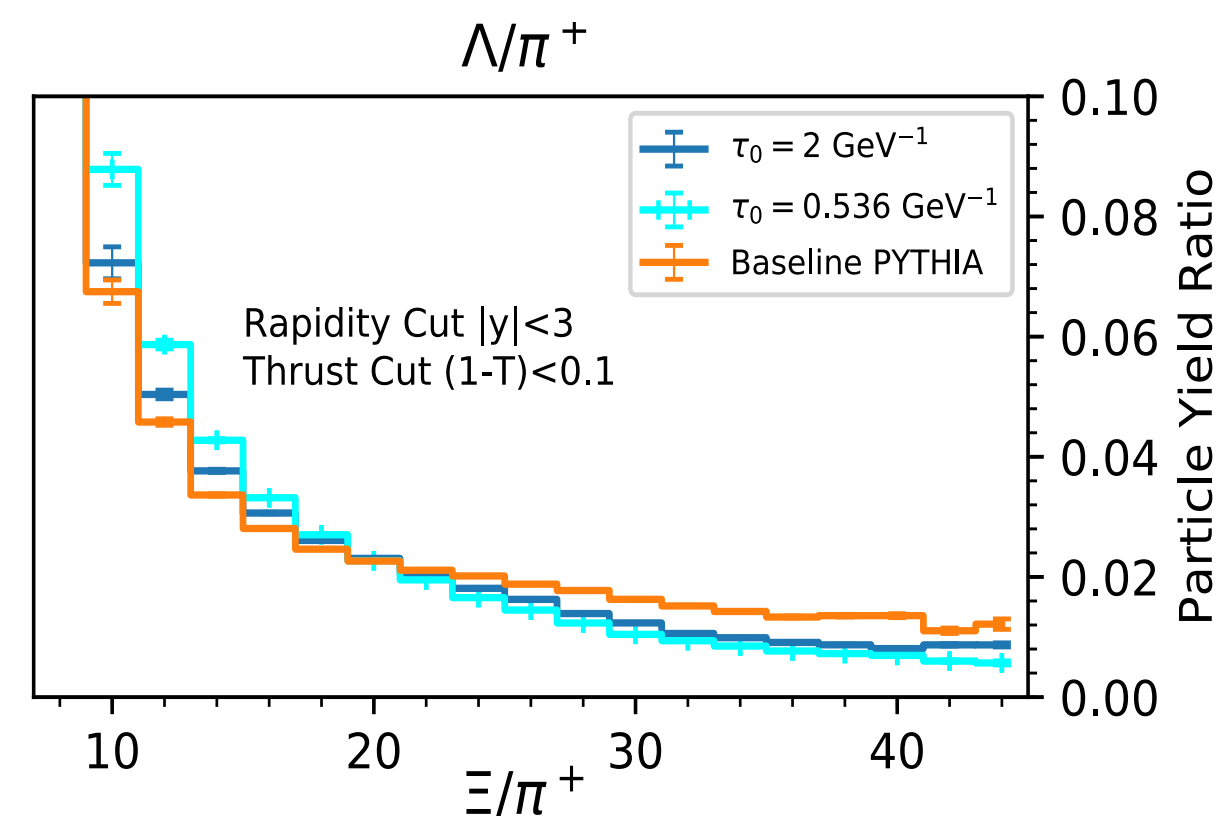 Λ/π⁺
τ₀ = 2 GeV⁻¹
τ₀ = 0.536 GeV⁻¹
Baseline PYTHIA
Rapidity Cut |y|<3
Thrust Cut (1-T)<0.1
0.10
0.08
0.06
0.04
0.02
0.00
Particle Yield Ratio
10 20 30 40
Ξ/π⁺